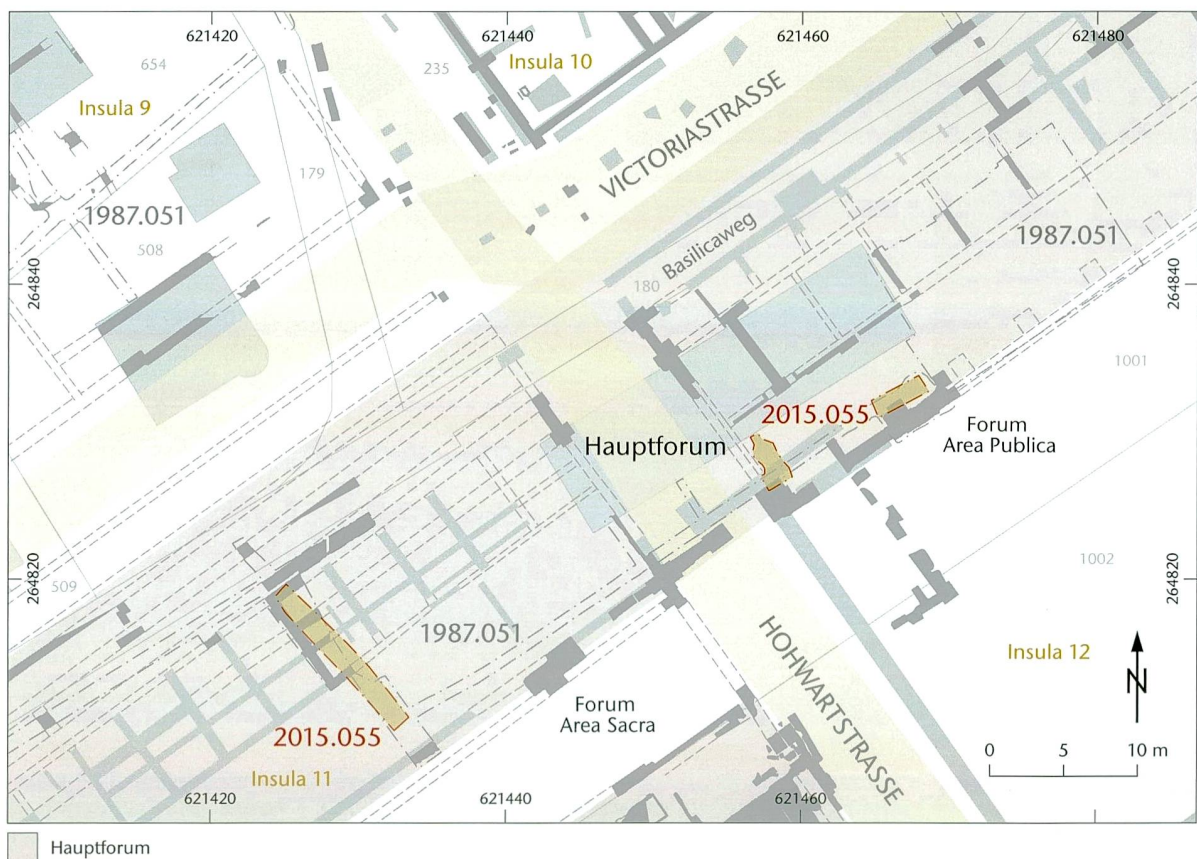 621420
621440
621460
621480
654
235
Insula 10
Insula 9
VICTORIASTRASSE
179
1987.051
508
Basilicaweg
1987.051
264840
180
264840
1001
2015.055
Forum
Area Publica
Hauptforum
264820
509
1002
264820
1987.051
HOHWARTSTRASSE
Insula 12
N
Forum
Area Sacra
2015.055
0 5 10 m
Insula 11
621420
621440
621460
Hauptforum